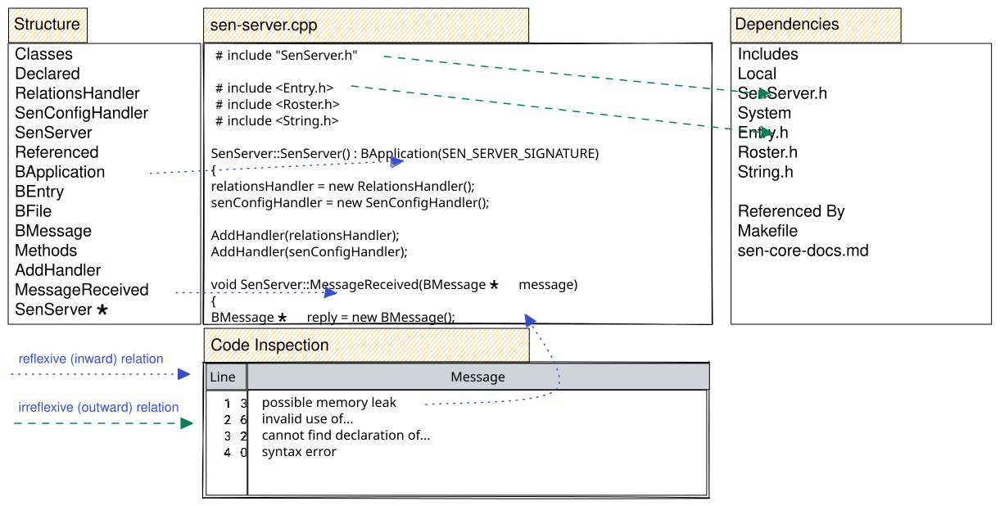 Structure
Classes
Declared
RelationsHandler
SenConfigHandler
SenServer
Referenced
BApplication
BEntry
BFile
BMessage
Methods
AddHandler
MessageReceived
SenServer *
reflexive (inward) relation
irreflexive (outward) relation
sen-server.cpp
# include "SenServer.h"
# include <Entry.h>
# include <Roster.h>
# include <String.h>
SenServer::SenServer() : BApplication(SEN_SERVER_SIGNATURE)
{
relationsHandler = new RelationsHandler();
senConfigHandler = new SenConfigHandler();
AddHandler(relationsHandler);
AddHandler(senConfigHandler);
void SenServer::MessageReceived(BMessage * message)
{
BMessage * reply = new BMessage();
Code Inspection
Line Message
1 3 possible memory leak
2 6 invalid use of...
3 2 cannot find declaration of...
4 0 syntax error
Dependencies
Includes
Local
SenServer.h
System
Entry.h
Roster.h
String.h
Referenced By
Makefile
sen-core-docs.md